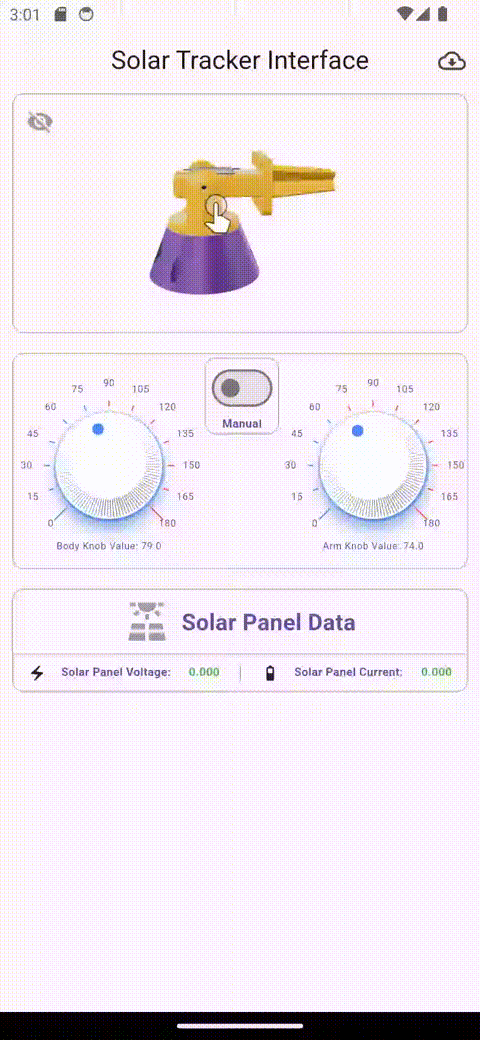 3:01
Solar Tracker Interface
90
75 105
60 120
45 135
30 150
15 165
0 180
Body Knob Value: 79.0
Manual
90
75 105
60 120
45 135
30 150
15 165
0 180
Arm Knob Value: 74.0
Solar Panel Data
Solar Panel Voltage: 0.000
Solar Panel Current: 0.000